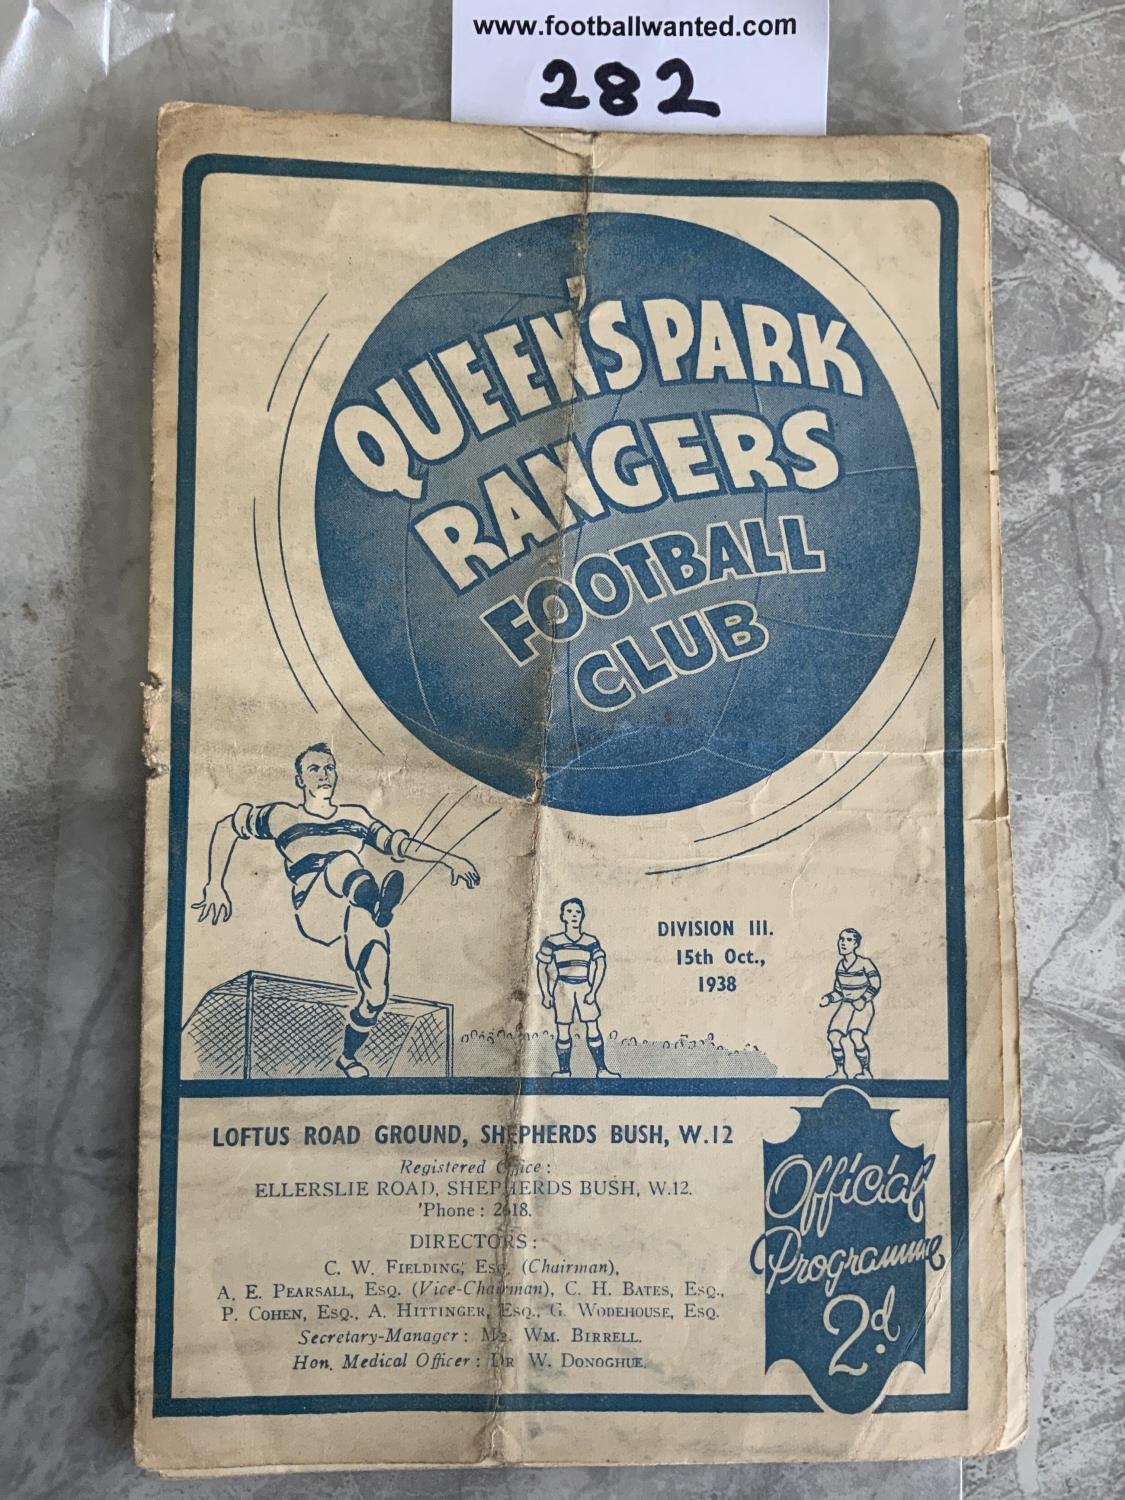 www.footballwanted.com
282
QUEEN'S PARK
RANGERS
FOOTBALL
CLUB
DIVISION III.
15th Oct.,
1938
LOFTUS ROAD GROUND, SHEPHERDS BUSH, W.12
Registered Office :
ELLERSLIE ROAD, SHEPHERDS BUSH, W.12.
'Phone : 2618.
DIRECTORS :
C. W. FIELDING, ESQ. (Chairman),
A. E. PEARSALL, ESQ. (Vice-Chairman), C. H. BATES, ESQ.,
P. COHEN, ESQ., A. HITTINGER, ESQ., G. WODEHOUSE, ESQ.
Secretary-Manager : MR. WM. BIRRELL.
Hon. Medical Officer : DR W. DONOGHUE.
Official
Programme
2d.